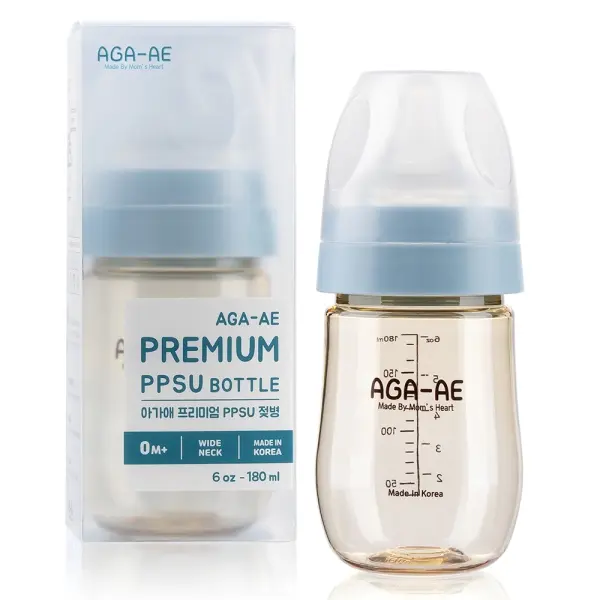 AGA-AE
Made By Mom's Heart
AGA-AE
PREMIUM
PPSU BOTTLE
아가애 프리미엄 PPSU 젖병
0M+
WIDE NECK
MADE IN KOREA
6 oz - 180 ml
180ml
6oz
150
5
AGA-AE
Made By Mom's Heart
4
100
3
2
50
Made In Korea